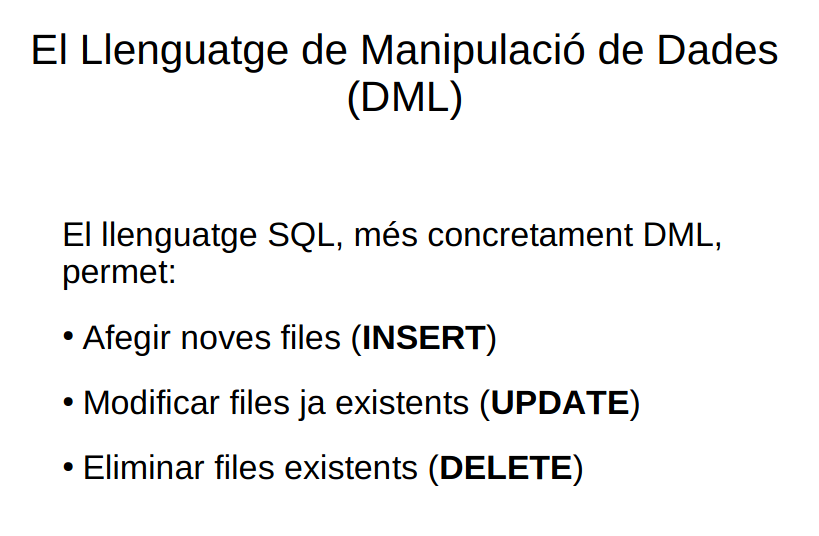 El Llenguatge de Manipulació de Dades
(DML)
El llenguatge SQL, més concretament DML,
permet:
• Afegir noves files (INSERT)
• Modificar files ja existents (UPDATE)
• Eliminar files existents (DELETE)